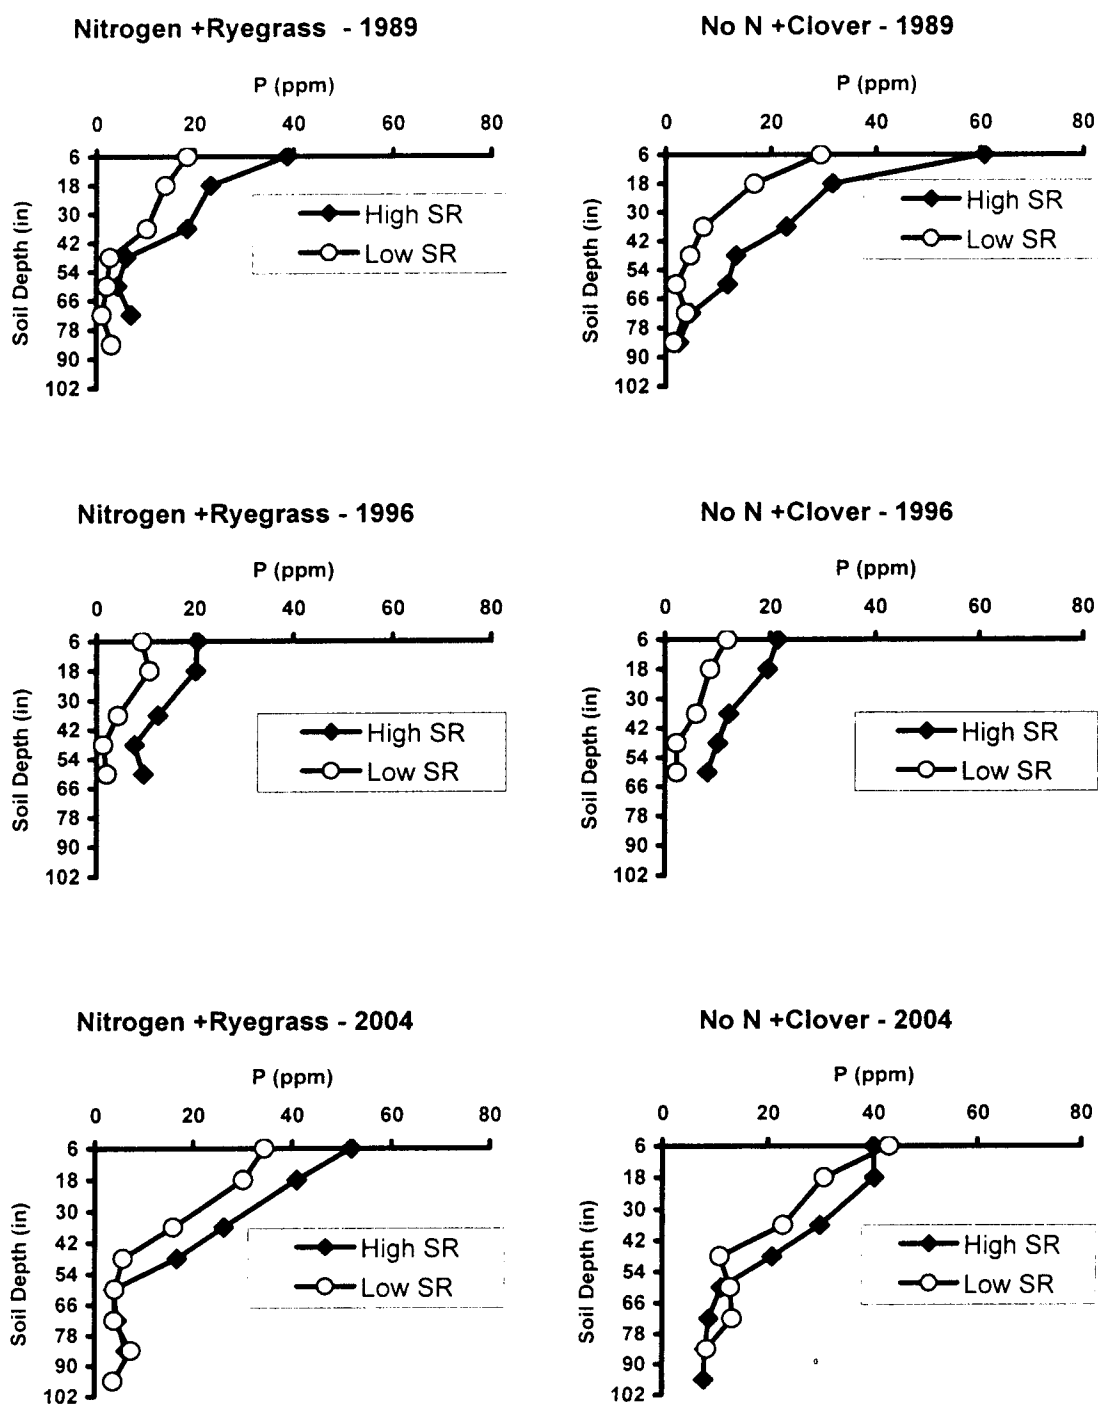 Nitrogen +Ryegrass - 1989
P (ppm)
0 20 40 60 80
6
18
30
42
54
66
78
90
102
Soil Depth (in)
High SR
Low SR
No N +Clover - 1989
P (ppm)
0 20 40 60 80
6
18
30
42
54
66
78
90
102
Soil Depth (in)
High SR
Low SR
Nitrogen +Ryegrass - 1996
P (ppm)
0 20 40 60 80
6
18
30
42
54
66
78
90
102
Soil Depth (in)
High SR
Low SR
No N +Clover - 1996
P (ppm)
0 20 40 60 80
6
18
30
42
54
66
78
90
102
Soil Depth (in)
High SR
Low SR
Nitrogen +Ryegrass - 2004
P (ppm)
0 20 40 60 80
6
18
30
42
54
66
78
90
102
Soil Depth (in)
High SR
Low SR
No N +Clover - 2004
P (ppm)
0 20 40 60 80
6
18
30
42
54
66
78
90
102
Soil Depth (in)
High SR
Low SR